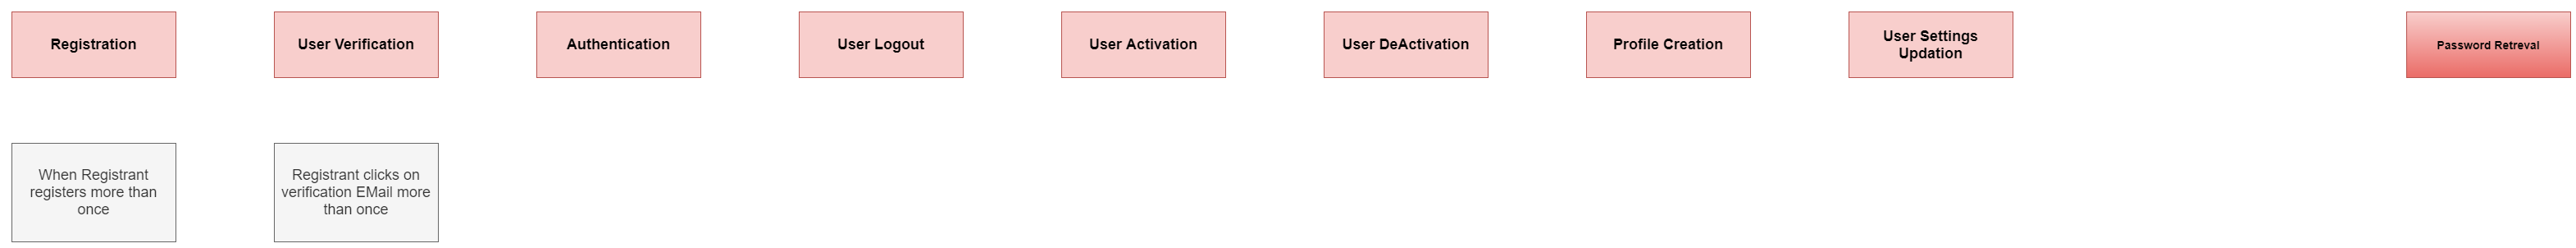 Registration
User Verification
Authentication
User Logout
User Activation
User DeActivation
Profile Creation
User Settings
Updation
Password Retreval
When Registrant
registers more than
once
Registrant clicks on
verification EMail more
than once